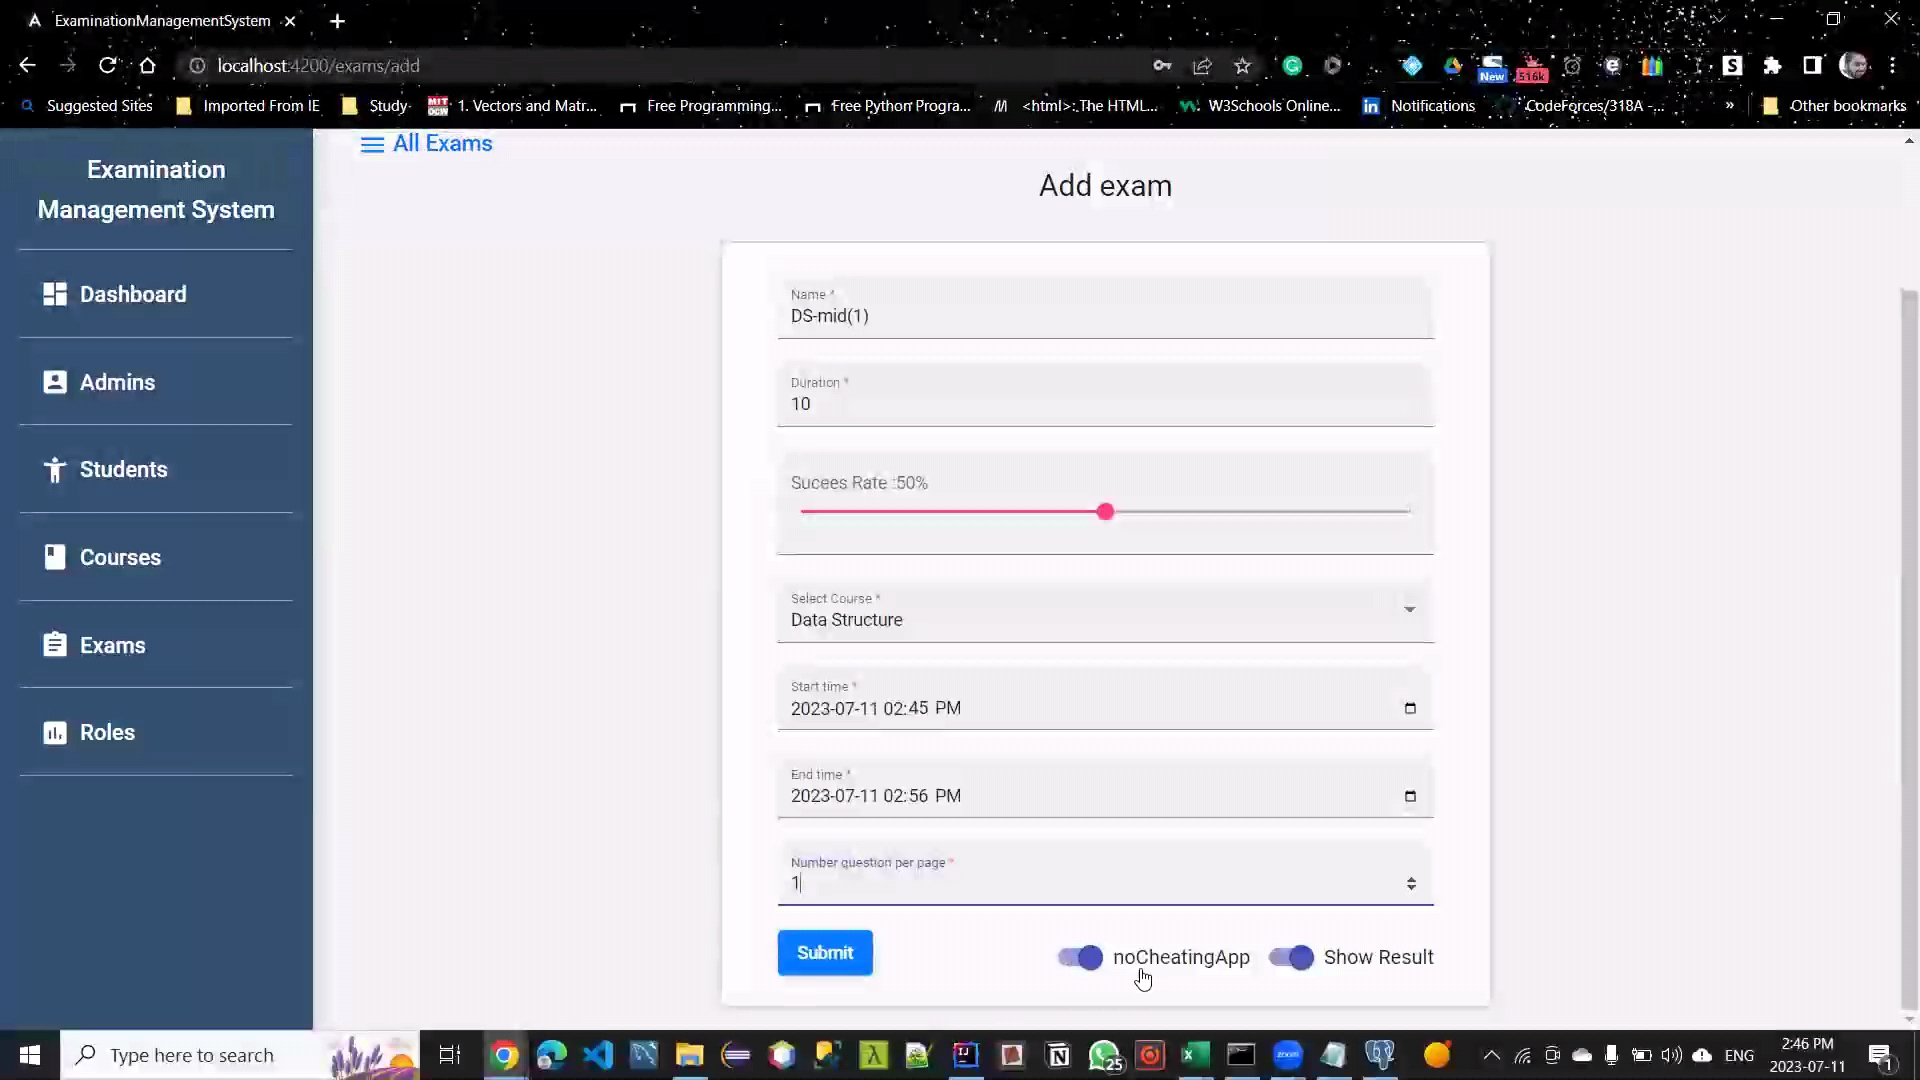 ExaminationManagementSystem
localhost:4200/exams/add
New
516k
Suggested Sites
Imported From IE
Study
MIT OCW
1. Vectors and Matr...
Free Programming...
Free Python Progra...
<html>: The HTML...
W3Schools Online...
Notifications
CodeForces/318A -...
»
Other bookmarks
Examination
Management System
Dashboard
Admins
Students
Courses
Exams
Roles
All Exams
Add exam
Name *
DS-mid(1)
Duration *
10
Sucees Rate :50%
Select Course *
Data Structure
Start time *
2023-07-11 02:45 PM
End time *
2023-07-11 02:56 PM
Number question per page *
1
Submit
noCheatingApp
Show Result
Type here to search
25
zoom
ENG
2:46 PM
2023-07-11
1